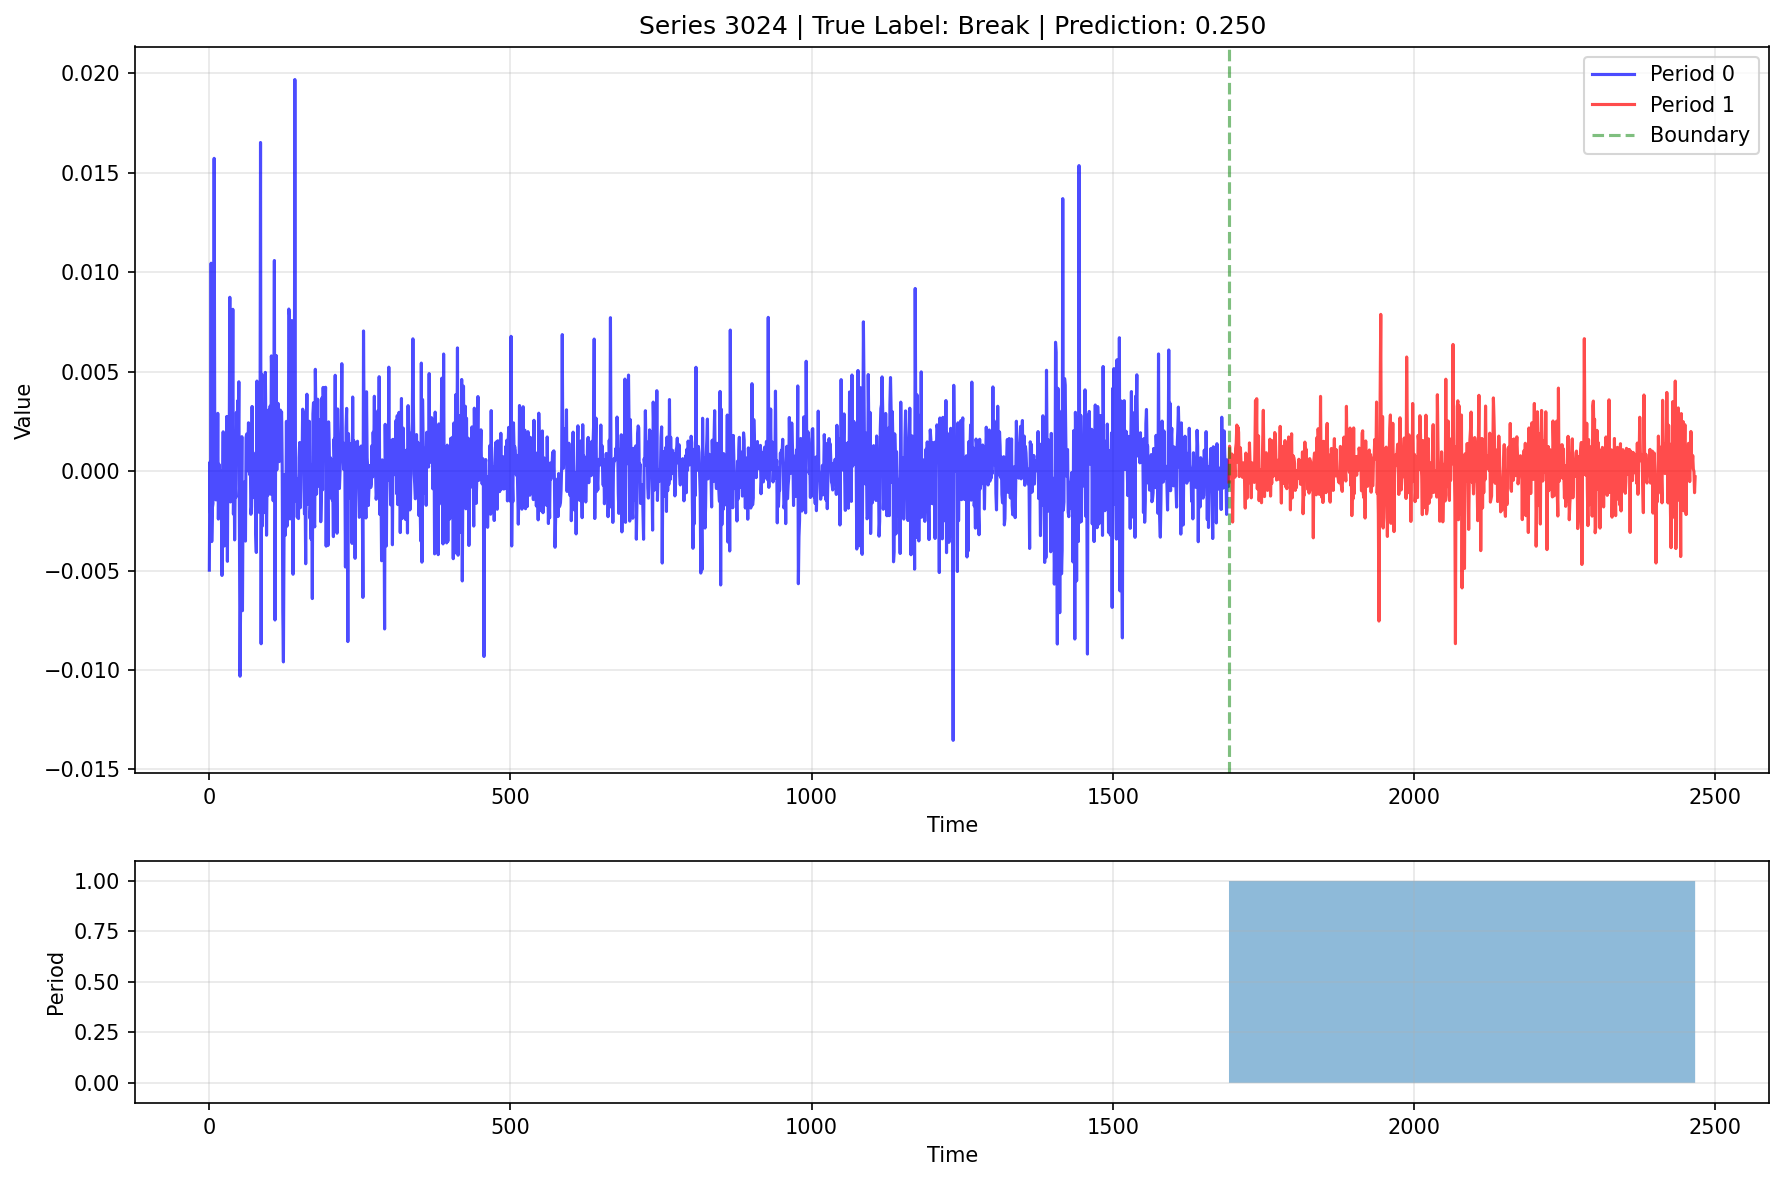 Series 3024 | True Label: Break | Prediction: 0.250
Period 0
Period 1
Boundary
0.020
0.015
0.010
0.005
0.000
−0.005
−0.010
−0.015
Value
0 500 1000 1500 2000 2500
Time
1.00
0.75
0.50
0.25
0.00
Period
0 500 1000 1500 2000 2500
Time